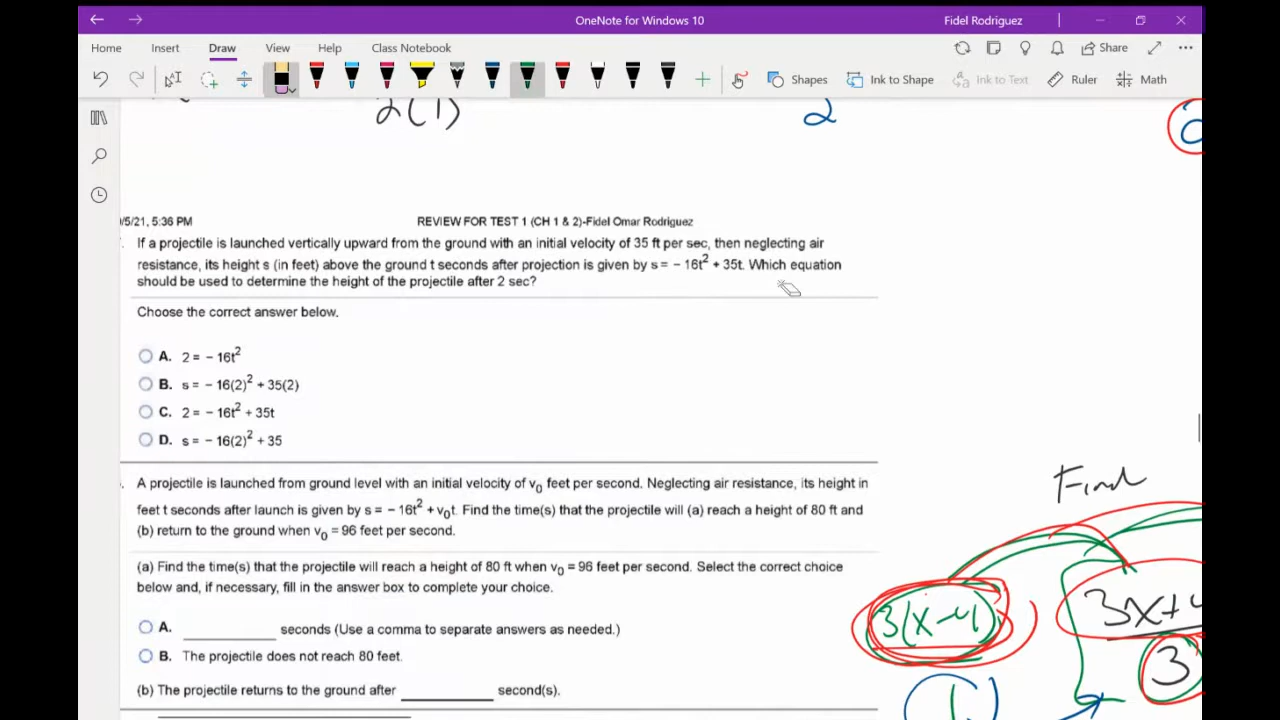 OneNote for Windows 10
Fidel Rodriguez
Home Insert Draw View Help Class Notebook
Share
Shapes Ink to Shape Ink to Text Ruler Math
2(1)
2
2
/5/21, 5:36 PM
REVIEW FOR TEST 1 (CH 1 & 2)-Fidel Omar Rodriguez
If a projectile is launched vertically upward from the ground with an initial velocity of 35 ft per sec, then neglecting air
resistance, its height s (in feet) above the ground t seconds after projection is given by s = − 16t² + 35t. Which equation
should be used to determine the height of the projectile after 2 sec?
Choose the correct answer below.
A. 2 = − 16t²
B. s = − 16(2)² + 35(2)
C. 2 = − 16t² + 35t
D. s = − 16(2)² + 35
A projectile is launched from ground level with an initial velocity of v₀ feet per second. Neglecting air resistance, its height in
feet t seconds after launch is given by s = − 16t² + v₀t. Find the time(s) that the projectile will (a) reach a height of 80 ft and
(b) return to the ground when v₀ = 96 feet per second.
(a) Find the time(s) that the projectile will reach a height of 80 ft when v₀ = 96 feet per second. Select the correct choice
below and, if necessary, fill in the answer box to complete your choice.
A. ____________ seconds (Use a comma to separate answers as needed.)
B. The projectile does not reach 80 feet.
(b) The projectile returns to the ground after ____________ second(s).
Find
3(x-4)
3x+4
3